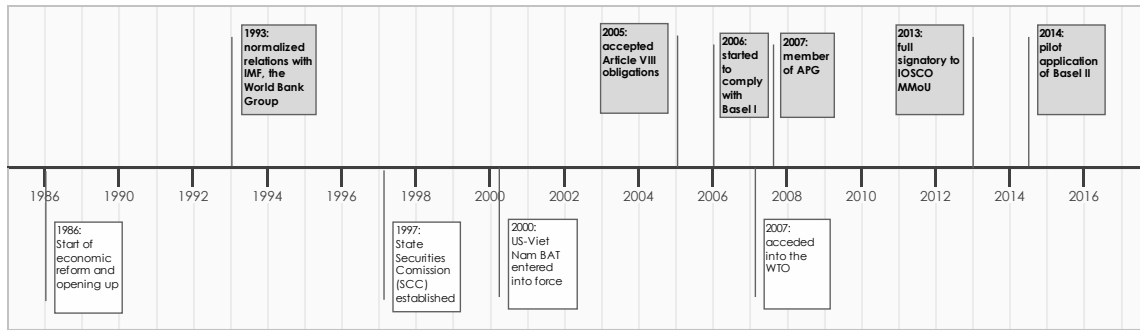 1993:
normalized
relations with
IMF, the
World Bank
Group
2005:
accepted
Article VIII
obligations
2006:
started
to
comply
with
Basel I
2007:
member
of APG
2013:
full
signatory to
IOSCO
MMoU
2014:
pilot
application
of Basel II
1986 1990 1992 1994 1996 1998 2000 2002 2004 2006 2008 2010 2012 2014 2016
1986:
Start of
economic
reform and
opening up
1997:
State
Securities
Comission
(SCC)
established
2000:
US-Viet
Nam BAT
entered
into force
2007:
acceded
into the
WTO